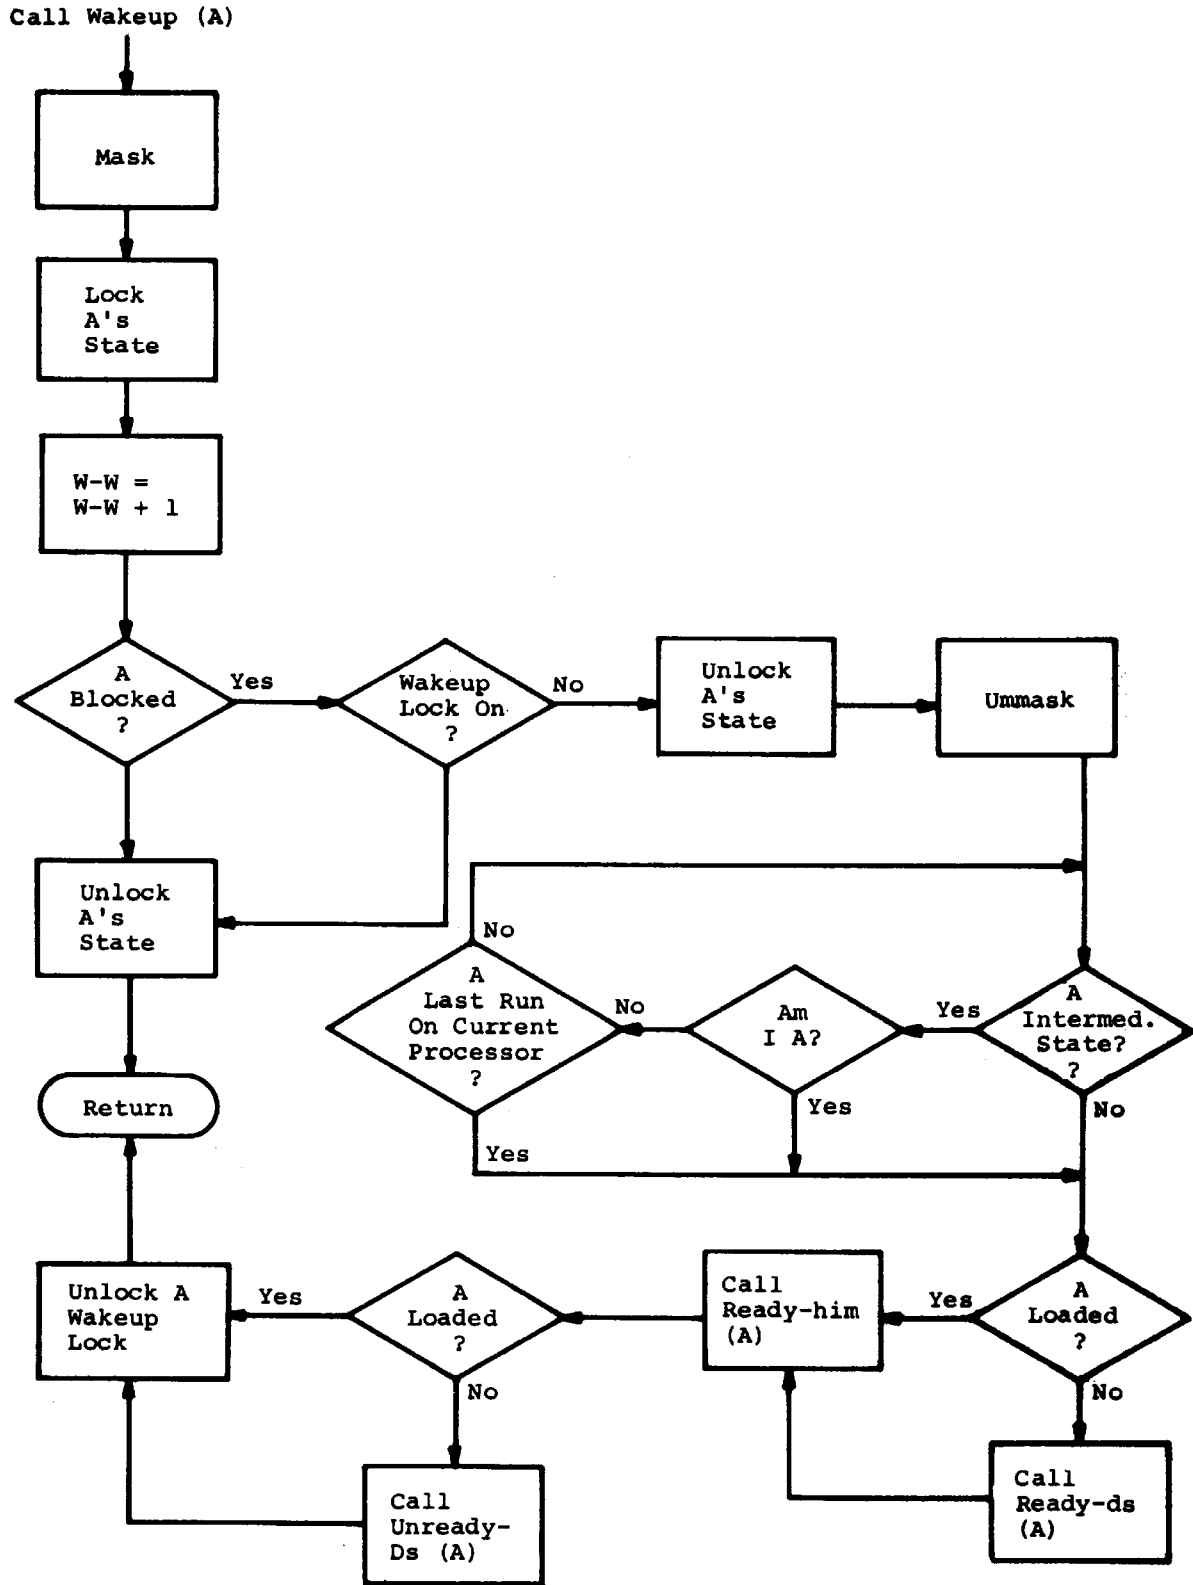 Call Wakeup (A)
Mask
Lock
A's
State
W-W =
W-W + 1
A
Blocked
?
Yes
Wakeup
Lock On
?
No
Unlock
A's
State
Ummask
Unlock
A's
State
No
A
Last Run
On Current
Processor
?
No
Am
I A?
Yes
A
Intermed.
State?
?
Yes
Yes
No
Return
Unlock A
Wakeup
Lock
Yes
A
Loaded
?
No
Call
Ready-him
(A)
Yes
A
Loaded
?
No
Call
Unready-
Ds (A)
Call
Ready-ds
(A)